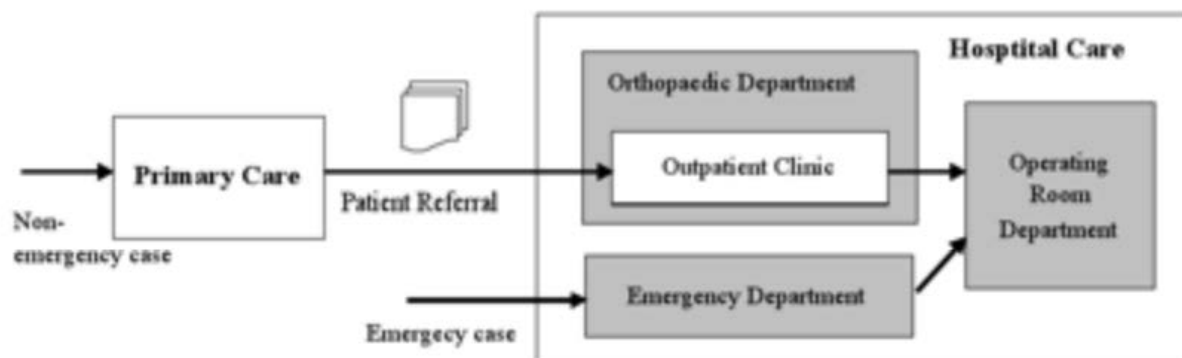 Hosptital Care
Orthopaedic Department
Primary Care
Outpatient Clinic
Operating
Room
Department
Patient Referral
Non-
emergency case
Emergency Department
Emergecy case